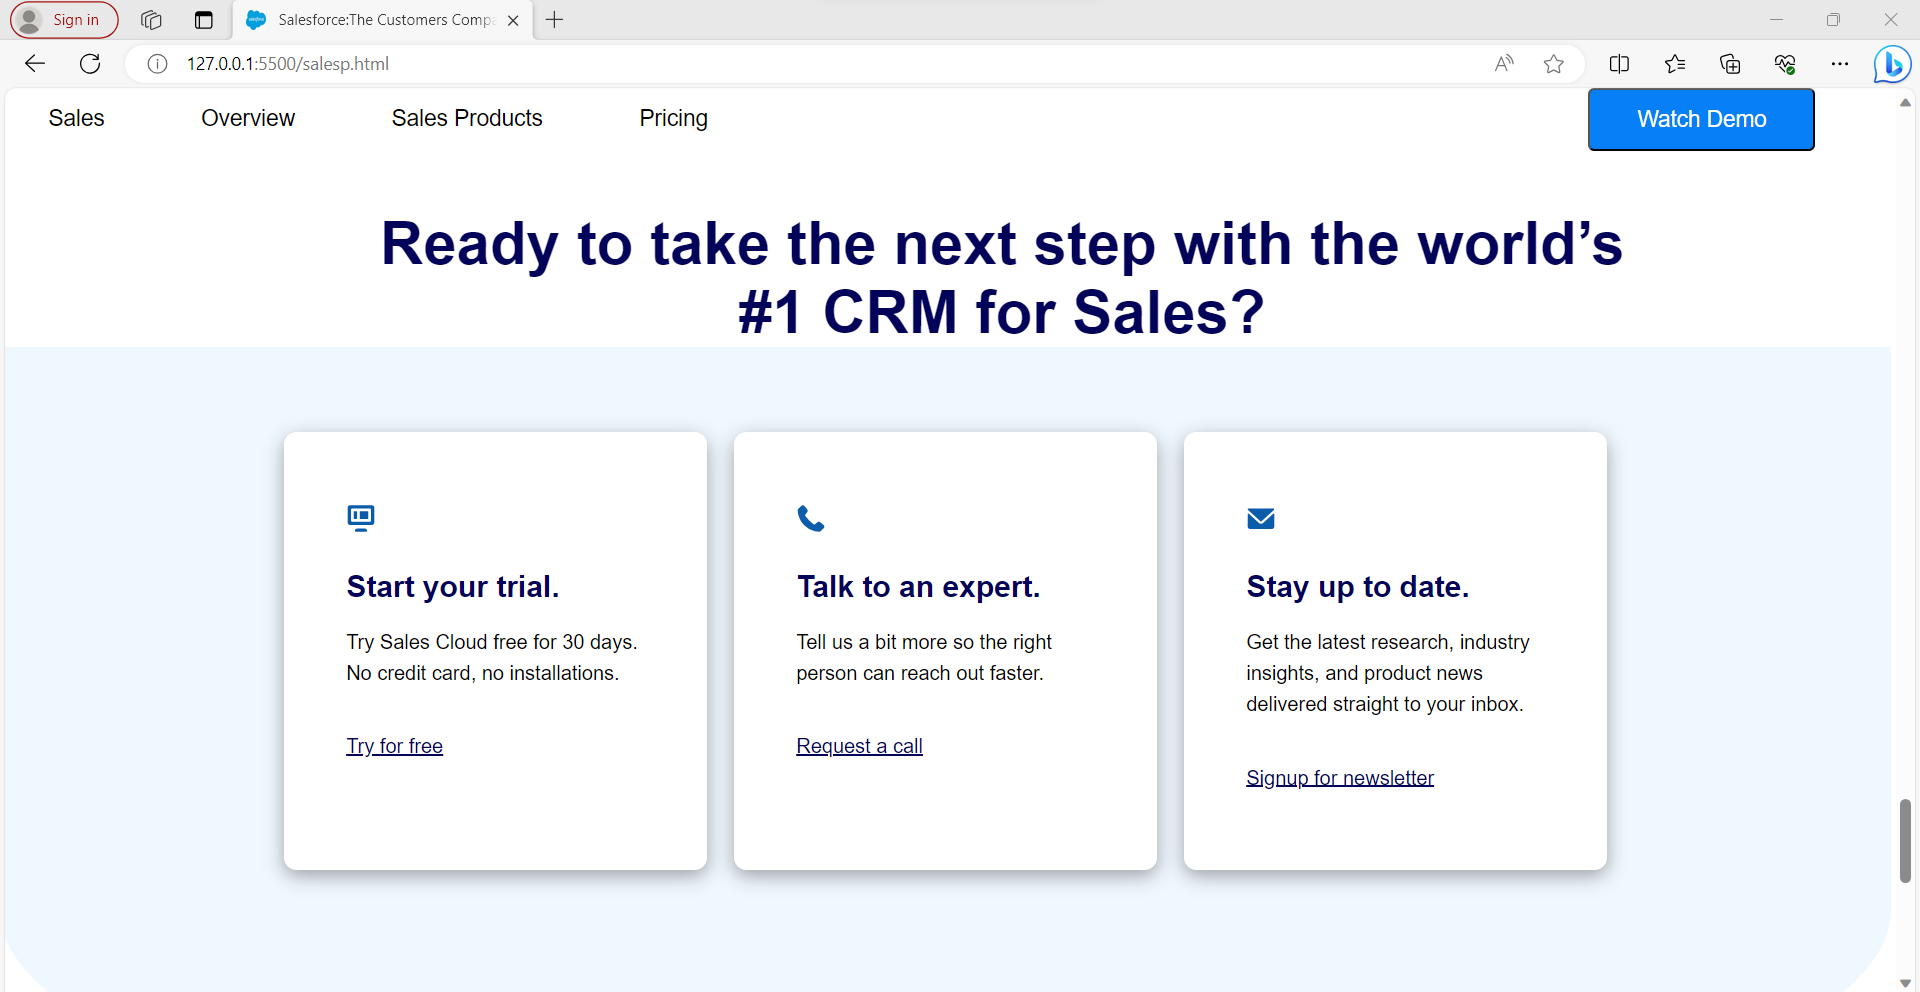 Sign in
Salesforce:The Customers Compa
127.0.0.1:5500/salesp.html
Sales Overview Sales Products Pricing Watch Demo
Ready to take the next step with the world’s
#1 CRM for Sales?
Start your trial.
Try Sales Cloud free for 30 days.
No credit card, no installations.
Try for free
Talk to an expert.
Tell us a bit more so the right
person can reach out faster.
Request a call
Stay up to date.
Get the latest research, industry
insights, and product news
delivered straight to your inbox.
Signup for newsletter